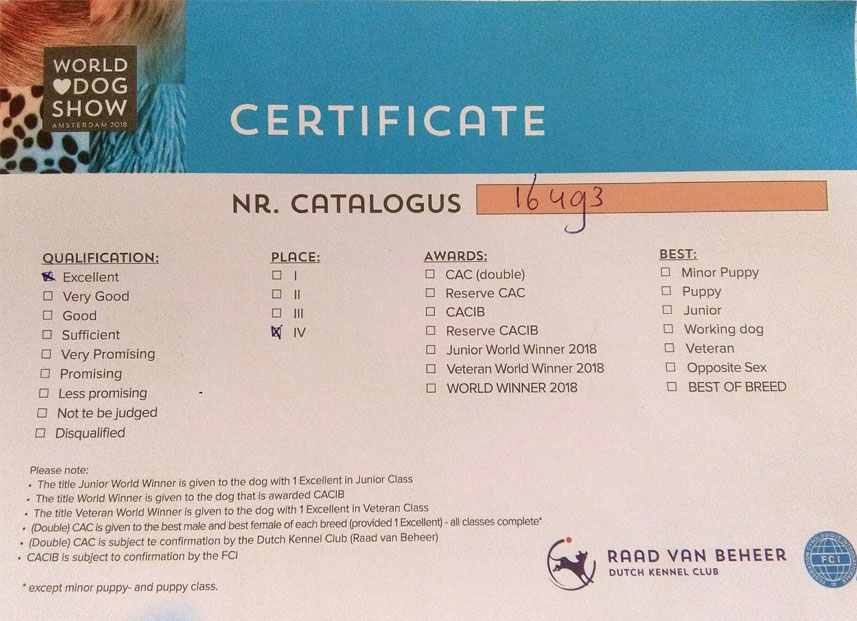 WORLD
DOG
SHOW
AMSTERDAM 2018
CERTIFICATE
NR. CATALOGUS 16493
QUALIFICATION:
Excellent
Very Good
Good
Sufficient
Very Promising
Promising
Less promising
Not te be judged
Disqualified
PLACE:
I
II
III
IV
AWARDS:
CAC (double)
Reserve CAC
CACIB
Reserve CACIB
Junior World Winner 2018
Veteran World Winner 2018
WORLD WINNER 2018
BEST:
Minor Puppy
Puppy
Junior
Working dog
Veteran
Opposite Sex
BEST OF BREED
Please note:
• The title Junior World Winner is given to the dog with 1 Excellent in Junior Class
• The title World Winner is given to the dog that is awarded CACIB
• The title Veteran World Winner is given to the dog with 1 Excellent in Veteran Class
• (Double) CAC is given to the best male and best female of each breed (provided 1 Excellent) - all classes complete*
• (Double) CAC is subject te confirmation by the Dutch Kennel Club (Raad van Beheer)
• CACIB is subject to confirmation by the FCI
* except minor puppy- and puppy class.
RAAD VAN BEHEER
DUTCH KENNEL CLUB
FCI